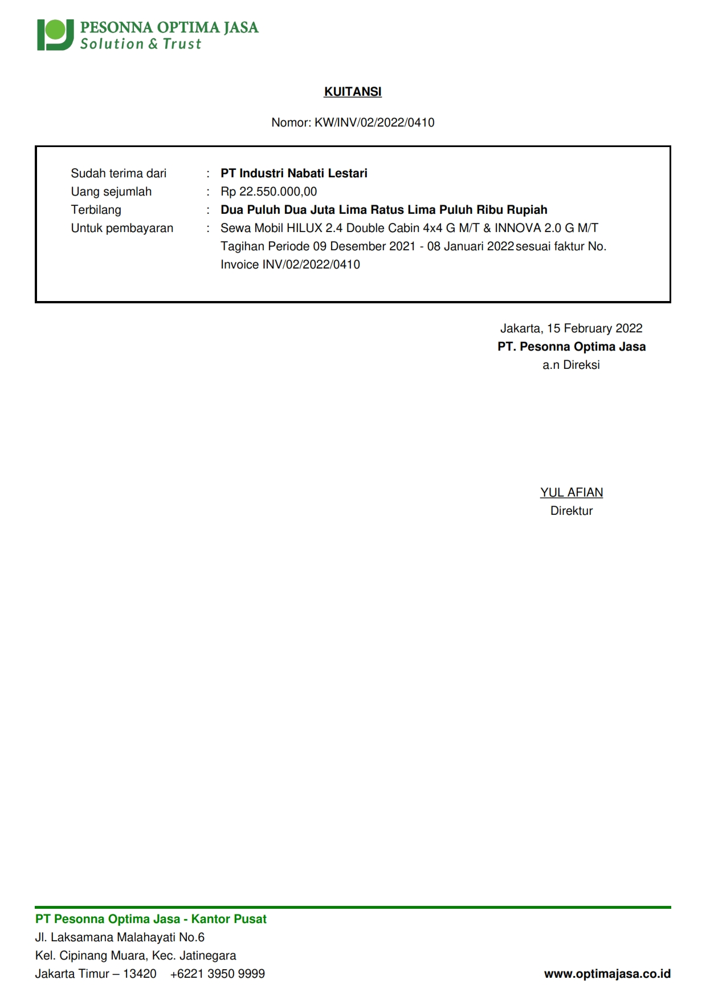 PESONNA OPTIMA JASA
Solution & Trust
KUITANSI
Nomor: KW/INV/02/2022/0410
Sudah terima dari : PT Industri Nabati Lestari
Uang sejumlah : Rp 22.550.000,00
Terbilang : Dua Puluh Dua Juta Lima Ratus Lima Puluh Ribu Rupiah
Untuk pembayaran : Sewa Mobil HILUX 2.4 Double Cabin 4x4 G M/T & INNOVA 2.0 G M/T
Tagihan Periode 09 Desember 2021 - 08 Januari 2022 sesuai faktur No.
Invoice INV/02/2022/0410
Jakarta, 15 February 2022
PT. Pesonna Optima Jasa
a.n Direksi
YUL AFIAN
Direktur
PT Pesonna Optima Jasa - Kantor Pusat
Jl. Laksamana Malahayati No.6
Kel. Cipinang Muara, Kec. Jatinegara
Jakarta Timur – 13420 +6221 3950 9999
www.optimajasa.co.id